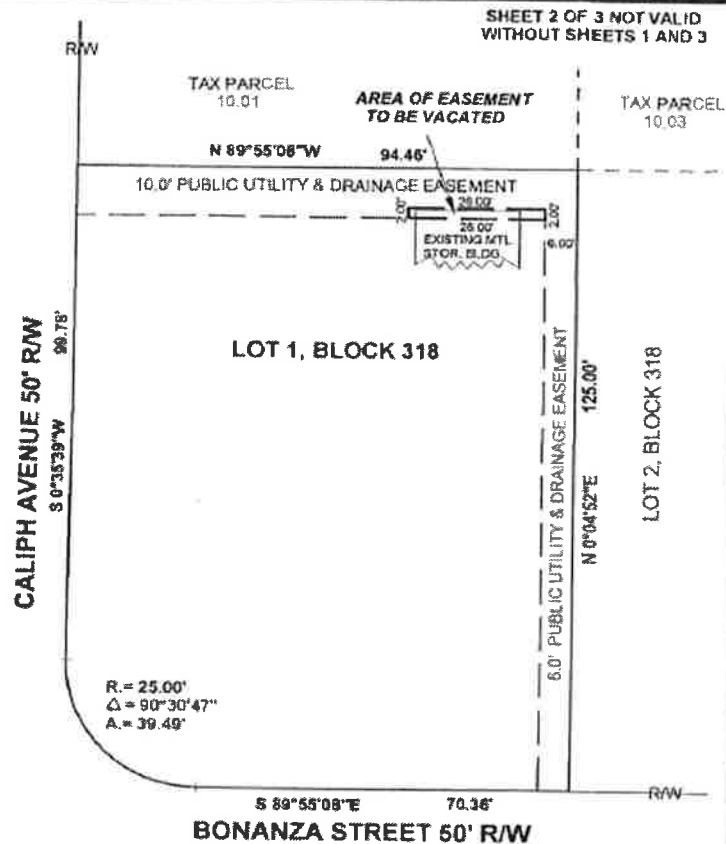 SHEET 2 OF 3 NOT VALID
WITHOUT SHEETS 1 AND 3
R/W
TAX PARCEL
10.01
AREA OF EASEMENT
TO BE VACATED
TAX PARCEL
10.03
N 89°55'08"W 94.46'
10.0' PUBLIC UTILITY & DRAINAGE EASEMENT
2.00'
26.00'
2.00'
26.00'
EXISTING MTL
STOR. BLDG
6.00'
LOT 1, BLOCK 318
CALIPH AVENUE 50' R/W
S 0°35'39"W 99.78'
6.0' PUBLIC UTILITY & DRAINAGE EASEMENT
N 0°04'52"E 125.00'
LOT 2, BLOCK 318
R.= 25.00'
Δ = 90°30'47"
A.= 39.49'
S 89°55'08"E 70.36'
R/W
BONANZA STREET 50' R/W